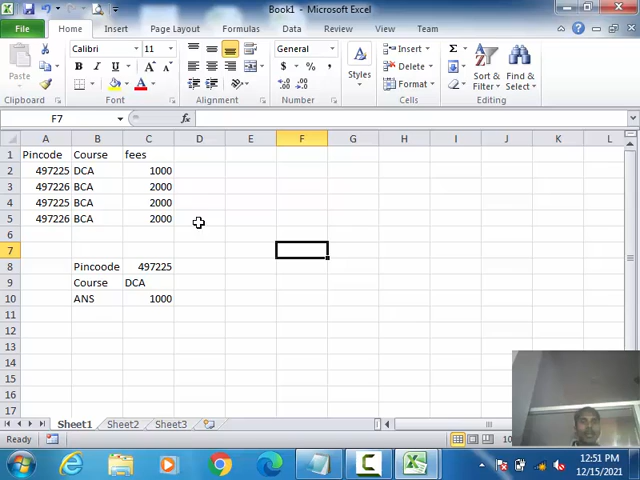 Book1 - Microsoft Excel
File Home Insert Page Layout Formulas Data Review View Team
Paste Calibri 11 General Styles Insert Delete Format Sort & Filter Find & Select
Clipboard Font Alignment Number Cells Editing
F7 fx
A B C D E F G H I J K L
1 Pincode Course fees
2 497225 DCA 1000
3 497226 BCA 2000
4 497225 BCA 2000
5 497226 BCA 2000
6
7
8 Pincoode 497225
9 Course DCA
10 ANS 1000
11
12
13
14
15
16
17
Sheet1 Sheet2 Sheet3
Ready 10
12:51 PM
12/15/2021